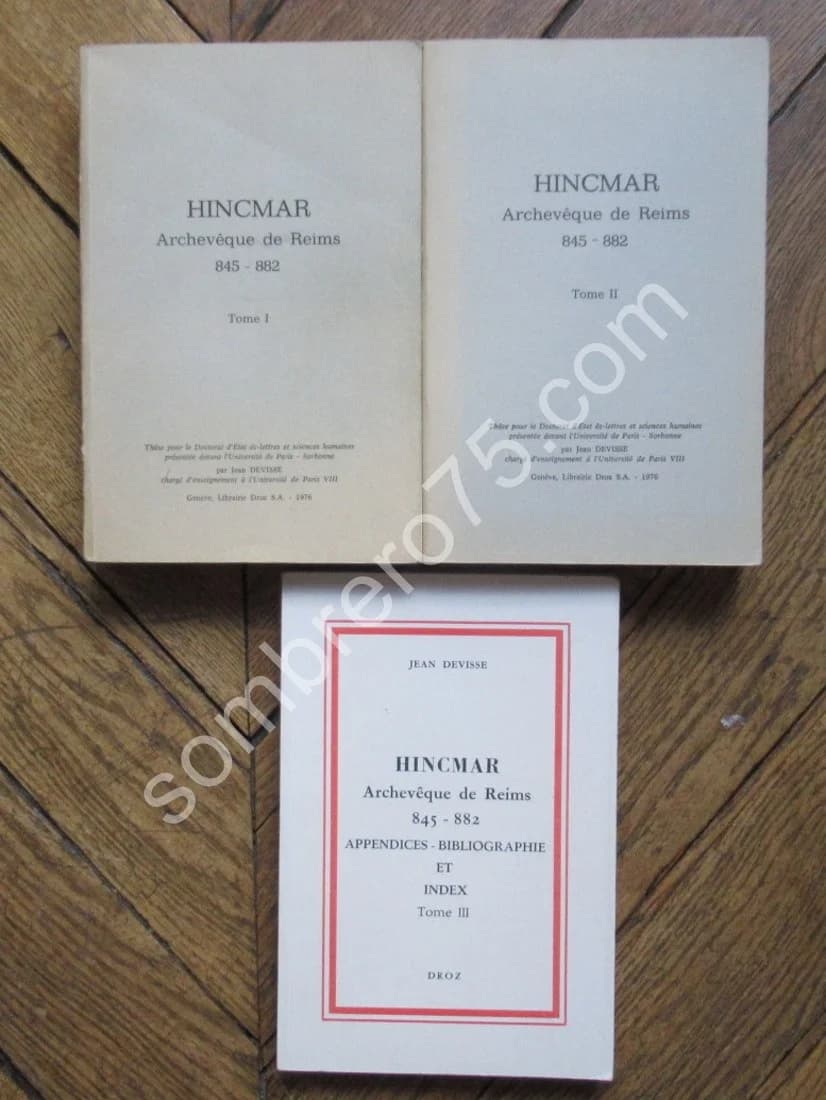 HINCMAR
Archevêque de Reims
845 - 882
Tome I
Thèse pour le Doctorat d'État ès-lettres et sciences humaines
présentée devant l'Université de Paris - Sorbonne
par Jean DEVISSE
chargé d'enseignement à l'Université de Paris VIII
Genève, Librairie Droz S.A. - 1976
HINCMAR
Archevêque de Reims
845 - 882
Tome II
Thèse pour le Doctorat d'État ès-lettres et sciences humaines
présentée devant l'Université de Paris - Sorbonne
par Jean DEVISSE
chargé d'enseignement à l'Université de Paris VIII
Genève, Librairie Droz S.A. - 1976
JEAN DEVISSE
HINCMAR
Archevêque de Reims
845 - 882
APPENDICES - BIBLIOGRAPHIE
ET
INDEX
Tome III
DROZ
sombrero75.com